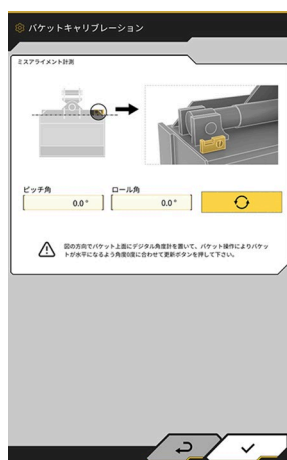 バケットキャリブレーション
ミスアライメント計測
ピッチ角
ロール角
0.0°
0.0°
図の方向でバケット上面にデジタル角度計を置いて、バケット操作によりバケッ
トが水平になるよう角度0度に合わせて更新ボタンを押して下さい。